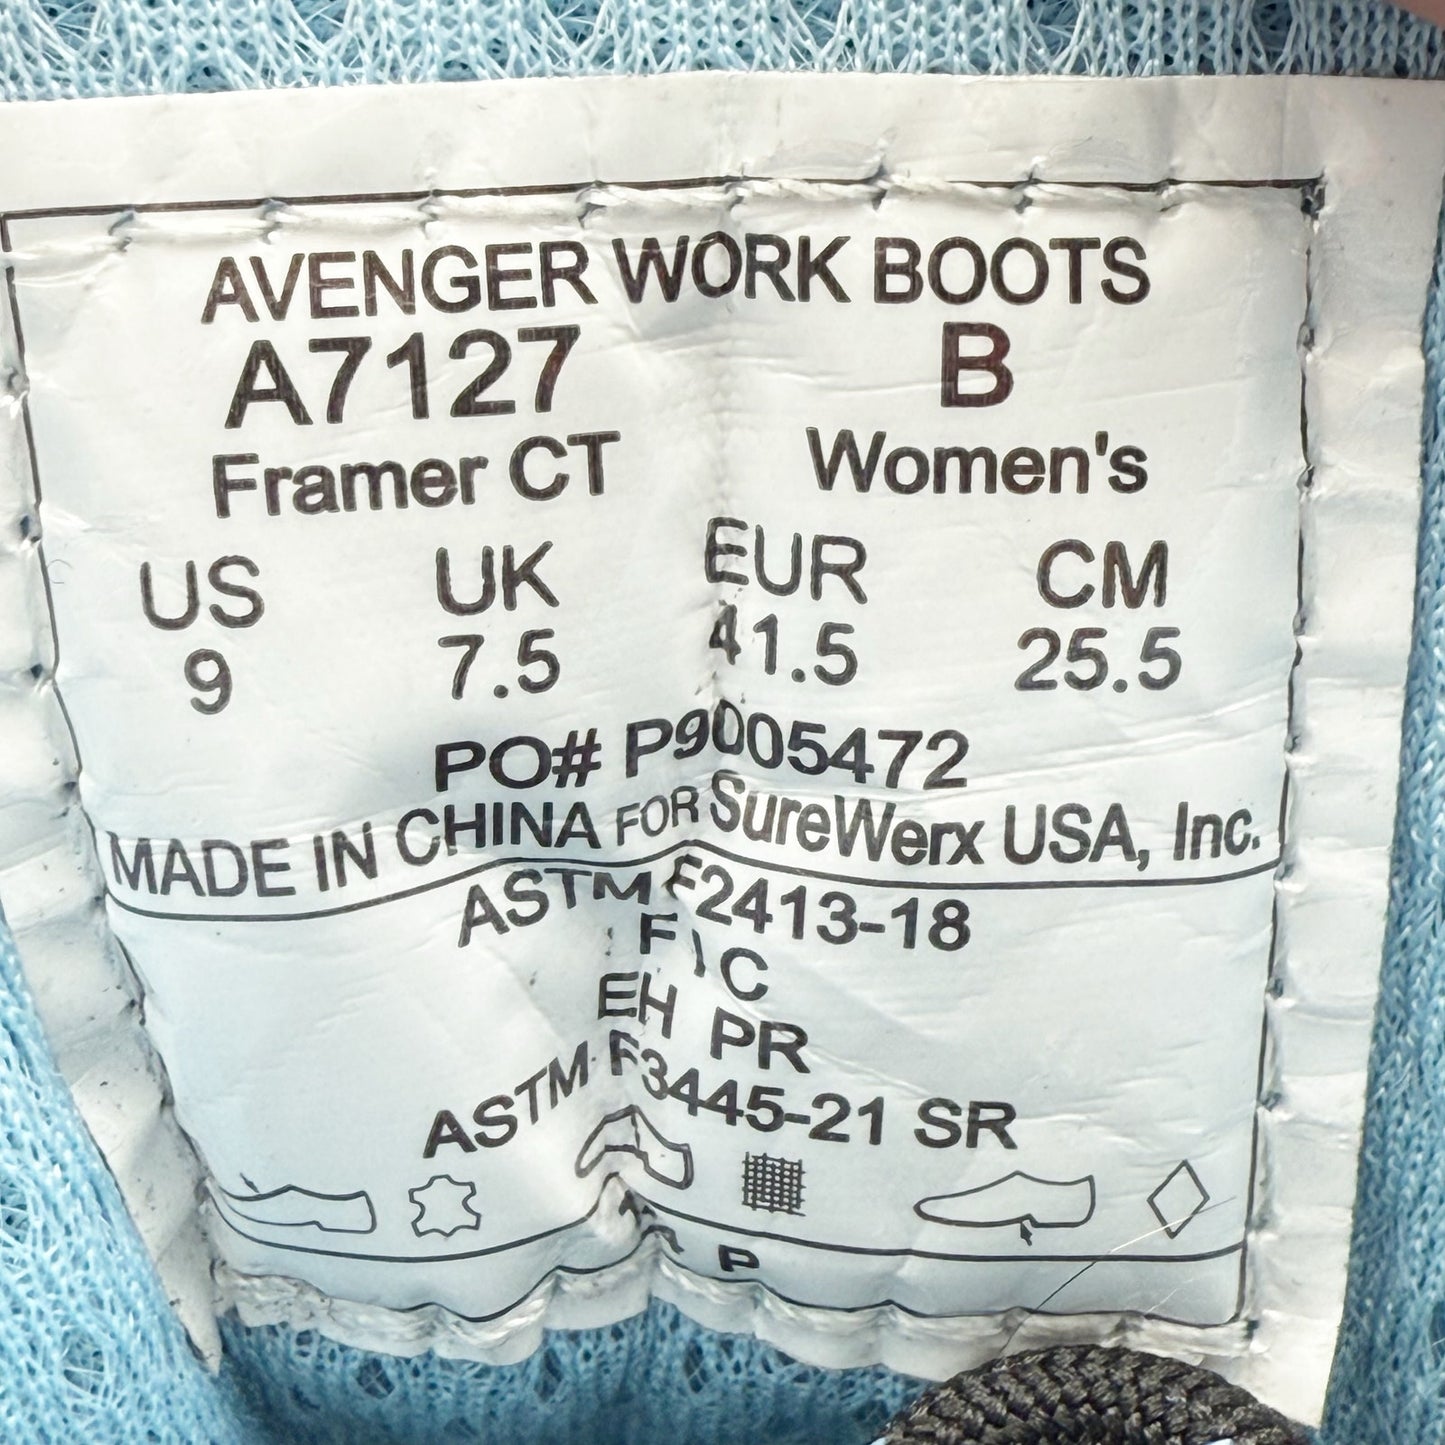 AVENGER WORK BOOTS
A7127 B
Framer CT Women's
US UK EUR CM
9 7.5 41.5 25.5
PO# P9005472
MADE IN CHINA FOR SureWerx USA, Inc.
ASTM F2413-18
F C
EH PR
ASTM F3445-21 SR
P